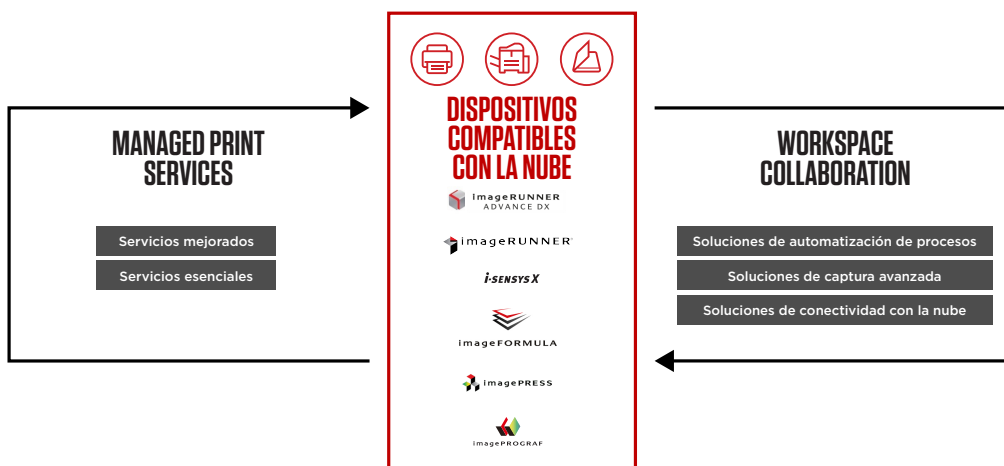 MANAGED PRINT
SERVICES
Servicios mejorados
Servicios esenciales
DISPOSITIVOS
COMPATIBLES
CON LA NUBE
imageRUNNER
ADVANCE DX
imageRUNNER
i-SENSYS X
imageFORMULA
imagePRESS
imagePROGRAF
WORKSPACE
COLLABORATION
Soluciones de automatización de procesos
Soluciones de captura avanzada
Soluciones de conectividad con la nube